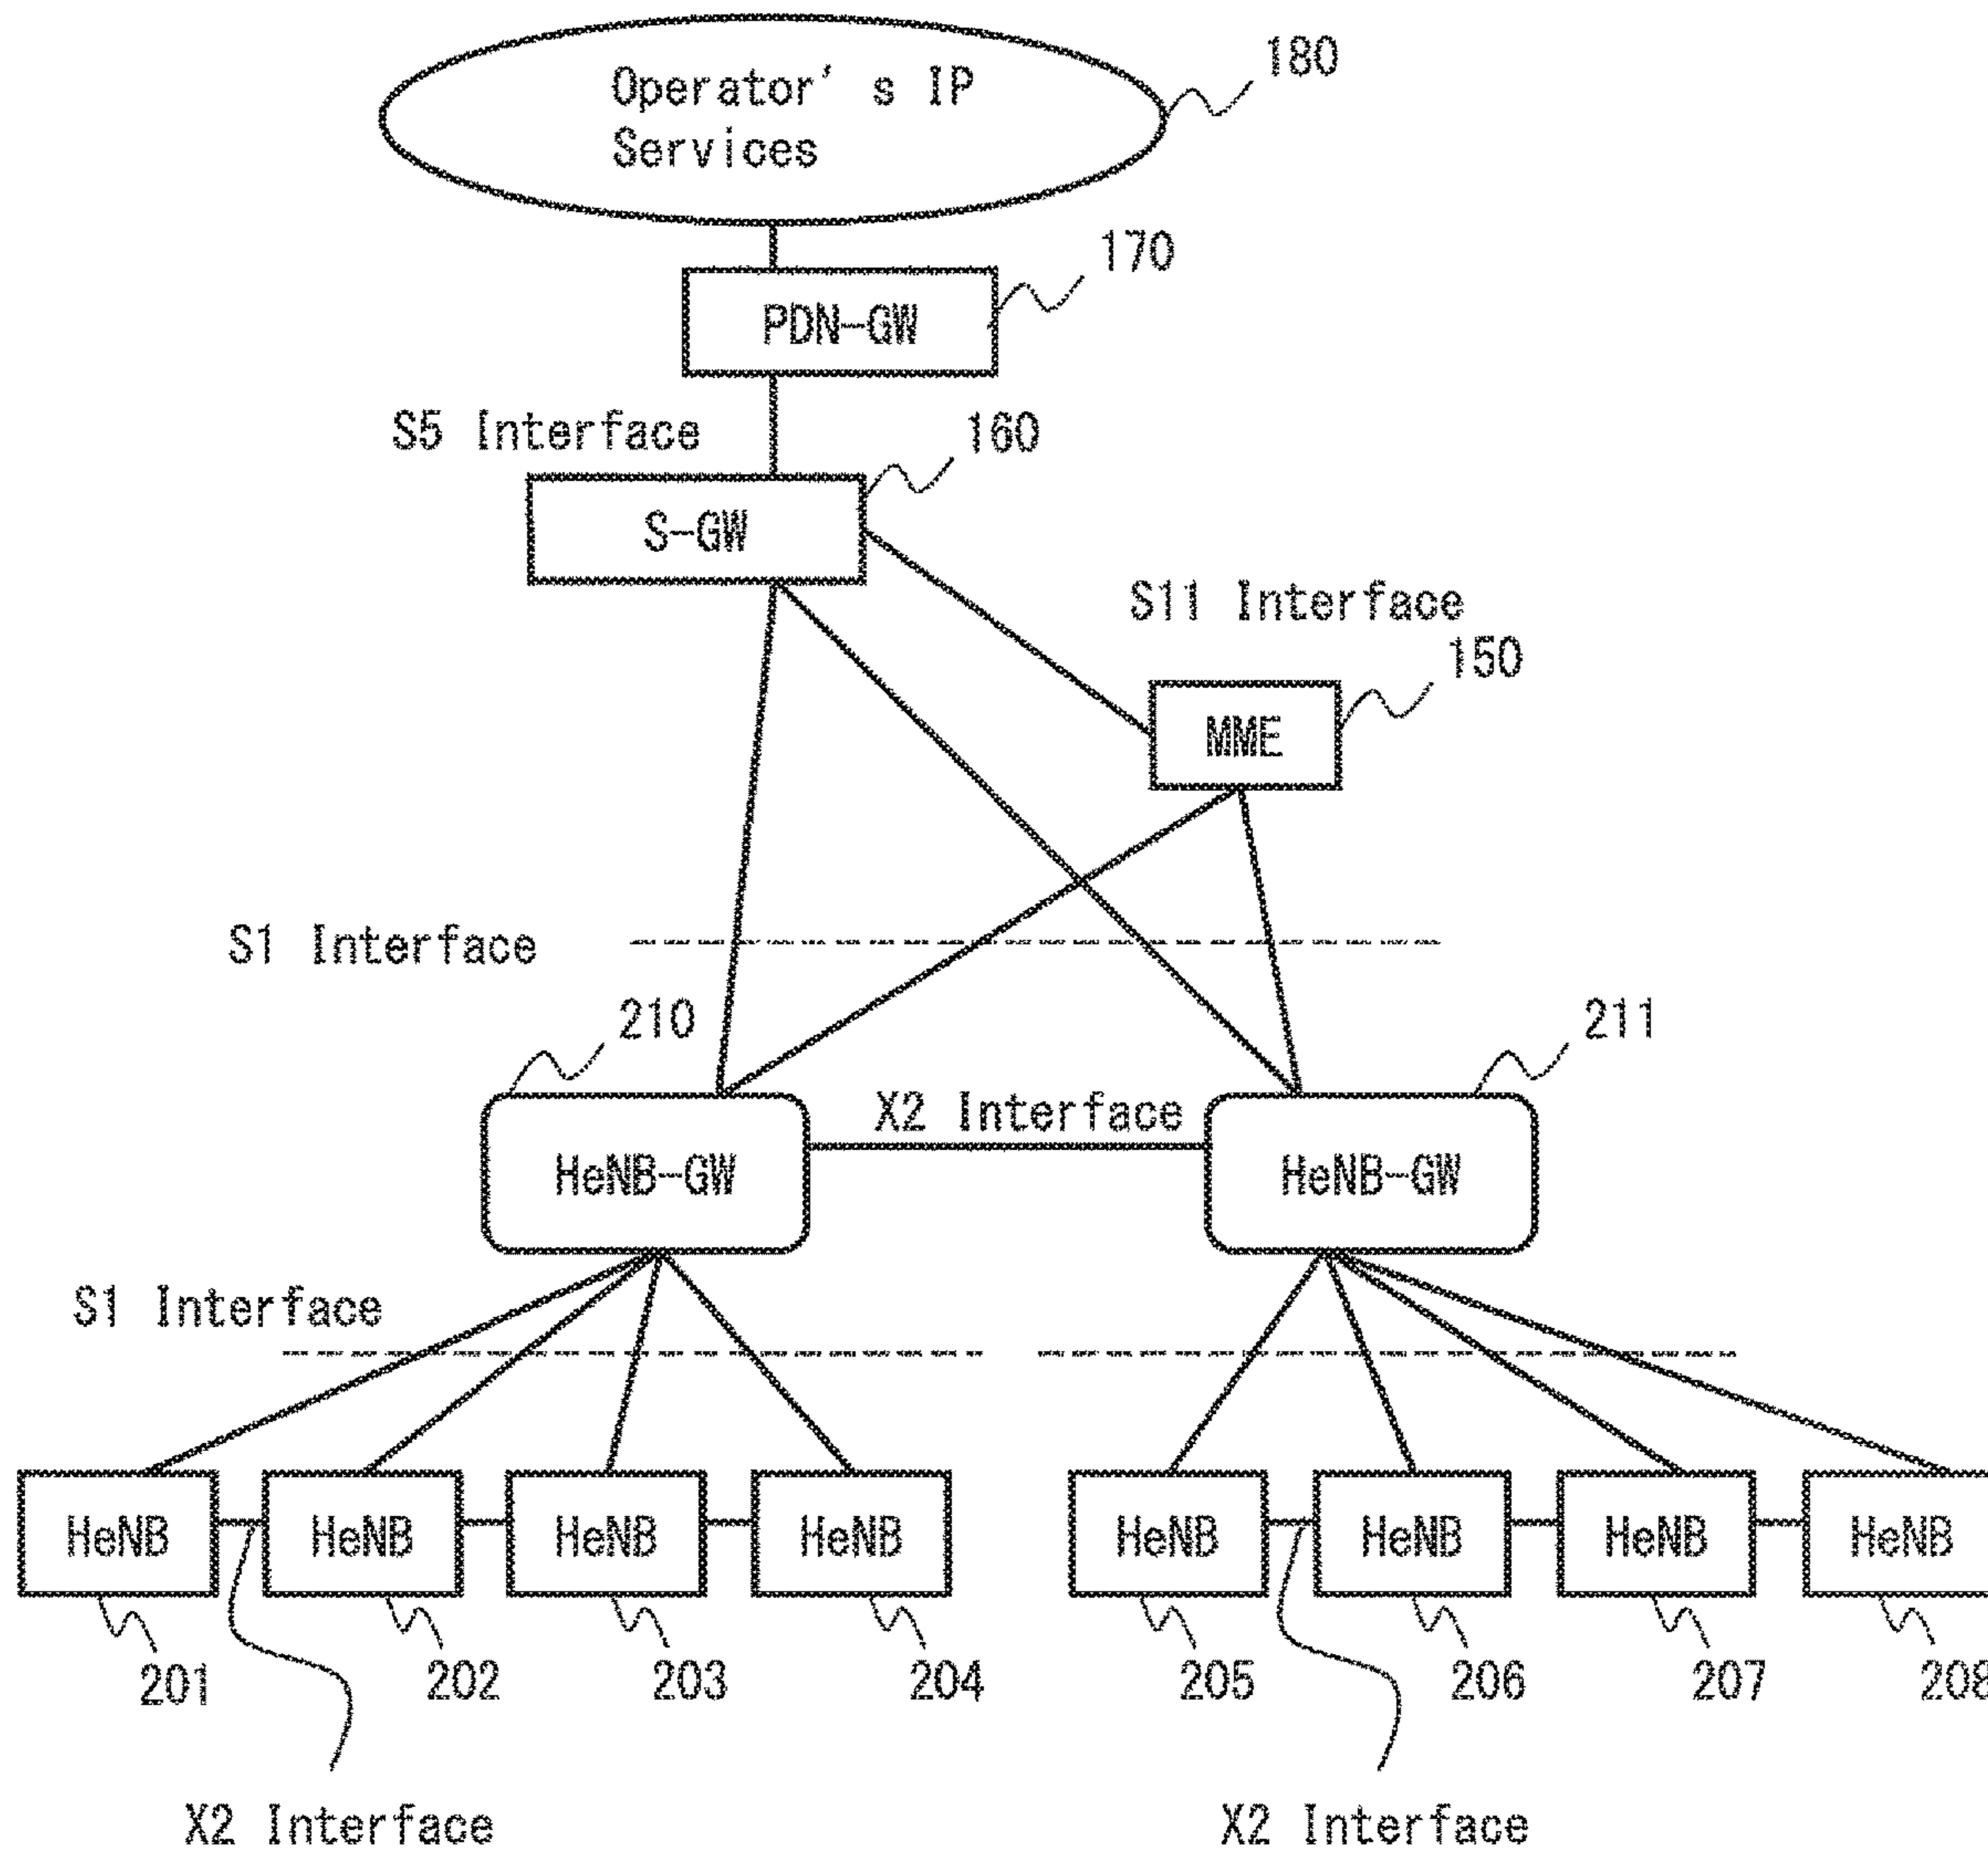 180
Operator's IP
Services
170
PDN-GW
S5 Interface
160
S-GW
S11 Interface
150
MME
S1 Interface
210
211
X2 Interface
HeNB-GW
HeNB-GW
S1 Interface
HeNB
HeNB
HeNB
HeNB
HeNB
HeNB
HeNB
HeNB
201
202
203
204
205
206
207
208
X2 Interface
X2 Interface